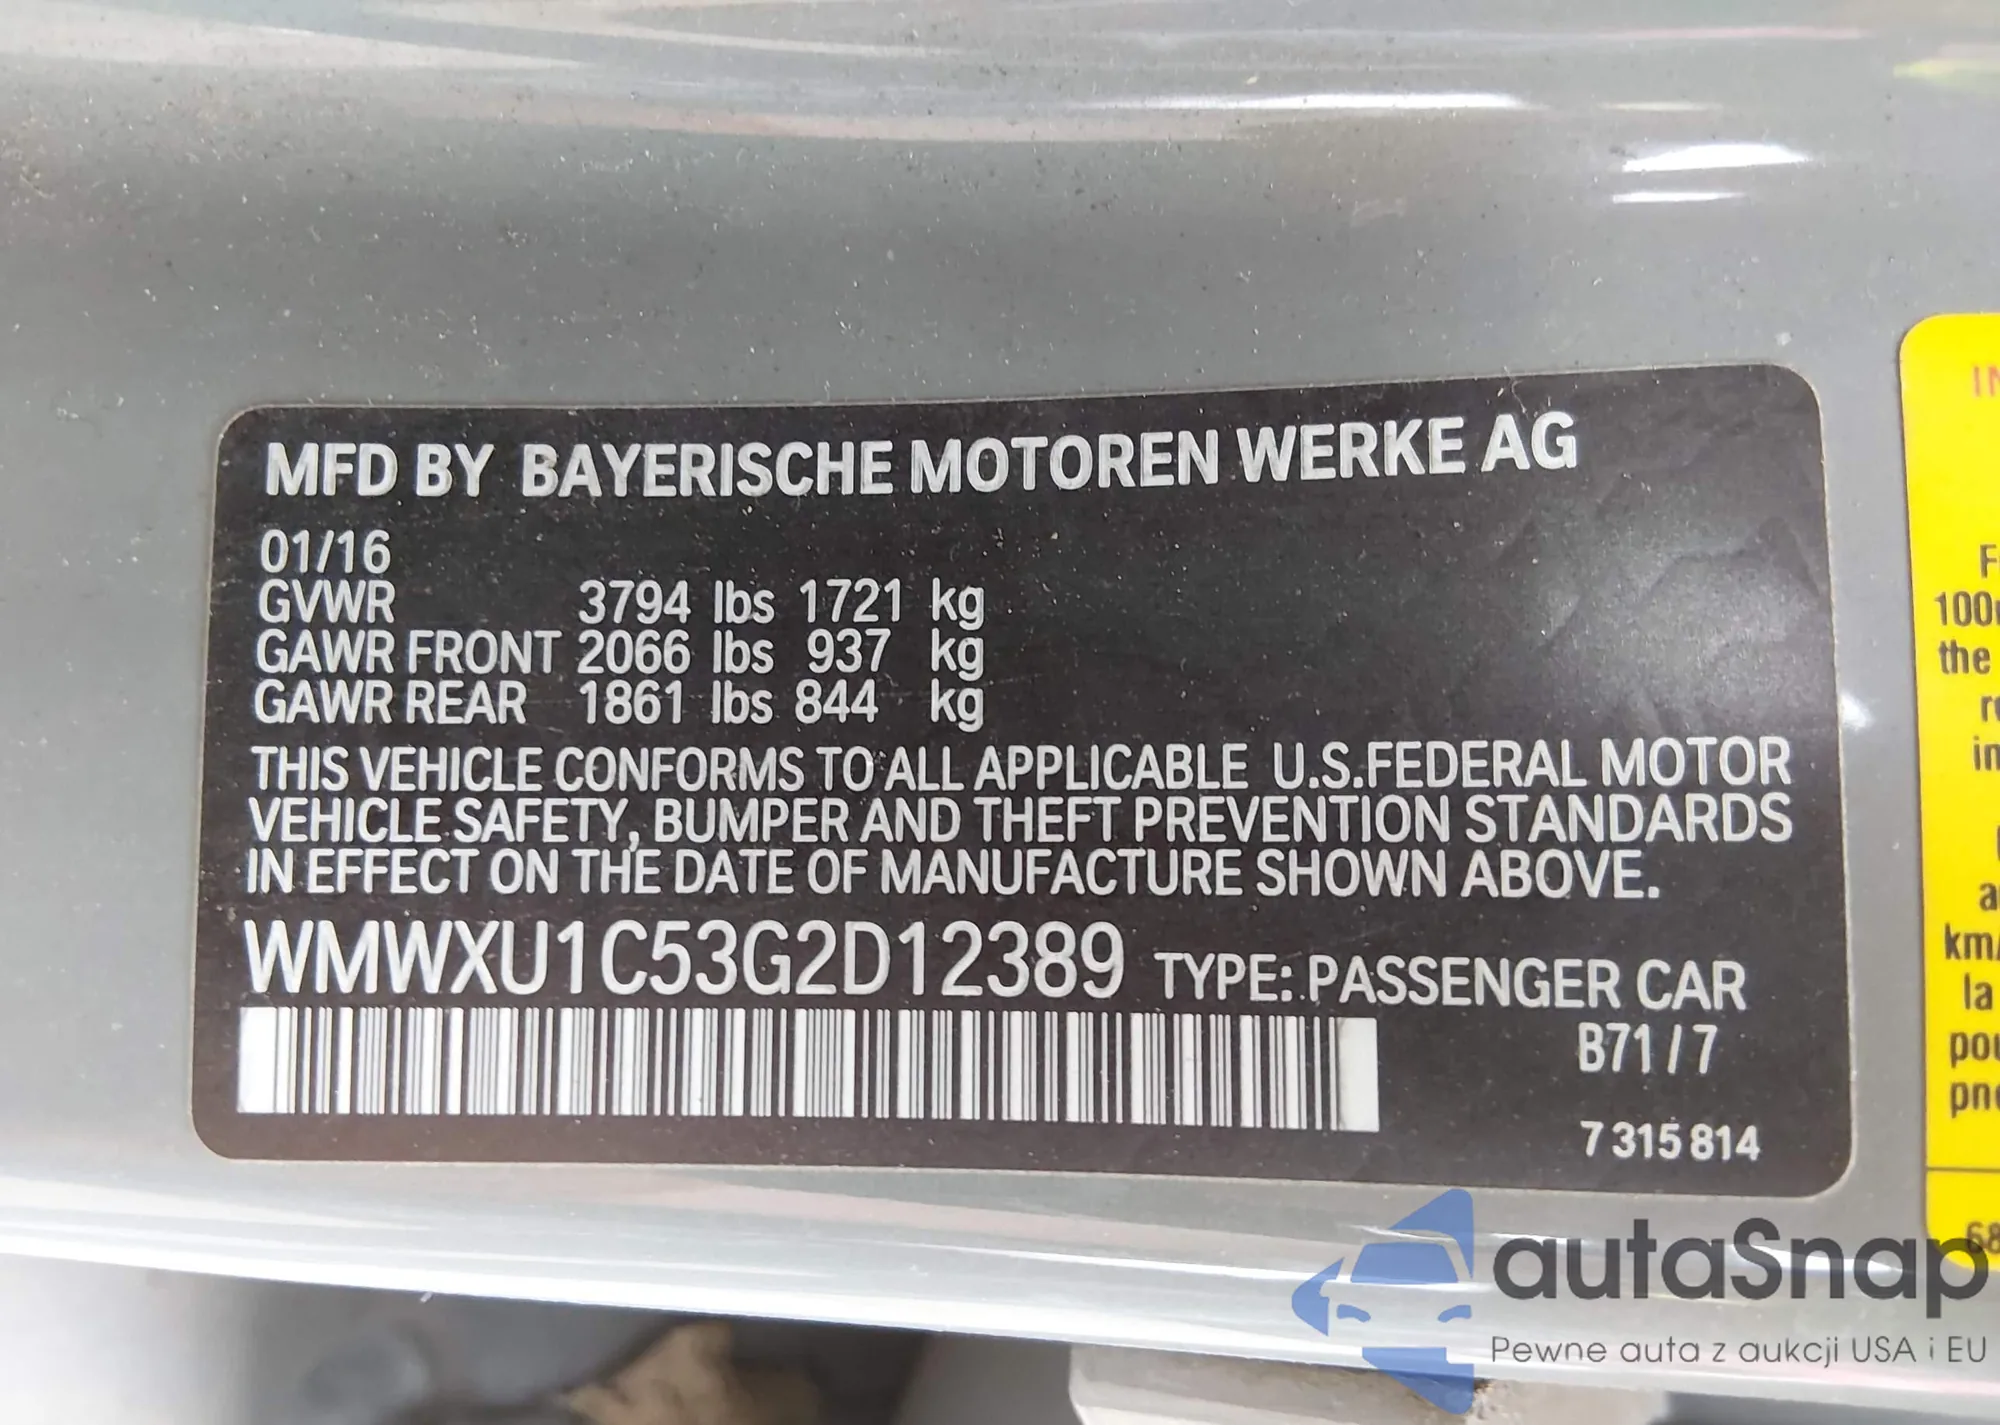 MFD BY BAYERISCHE MOTOREN WERKE AG
01/16
GVWR 3794 lbs 1721 kg
GAWR FRONT 2066 lbs 937 kg
GAWR REAR 1861 lbs 844 kg
THIS VEHICLE CONFORMS TO ALL APPLICABLE U.S.FEDERAL MOTOR
VEHICLE SAFETY, BUMPER AND THEFT PREVENTION STANDARDS
IN EFFECT ON THE DATE OF MANUFACTURE SHOWN ABOVE.
WMWXU1C53G2D12389 TYPE: PASSENGER CAR
B71 / 7
7 315 814
the
la
autaSnap
Pewne auta z aukcji USA i EU